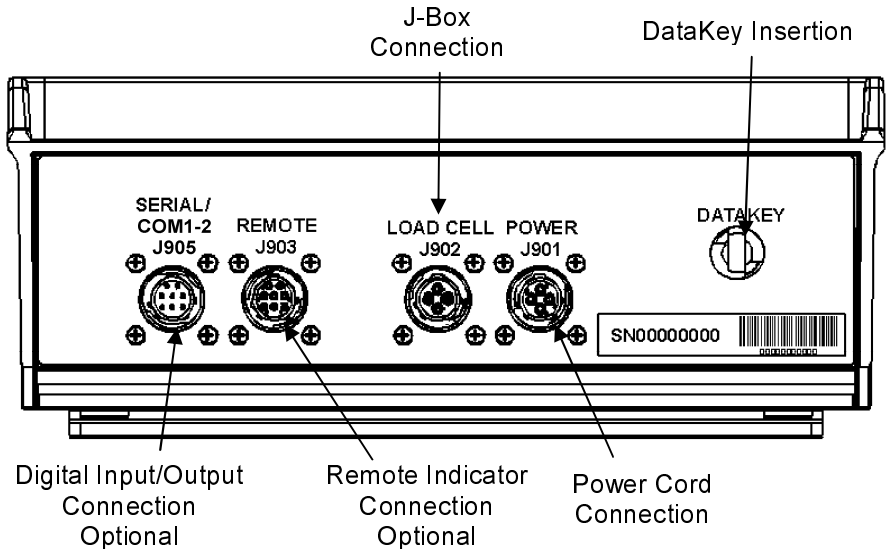 J-Box
Connection
DataKey Insertion
SERIAL/
COM1-2
J905
REMOTE
J903
LOAD CELL
J902
POWER
J901
DATAKEY
SN00000000
0000000000
Digital Input/Output
Connection
Optional
Remote Indicator
Connection
Optional
Power Cord
Connection